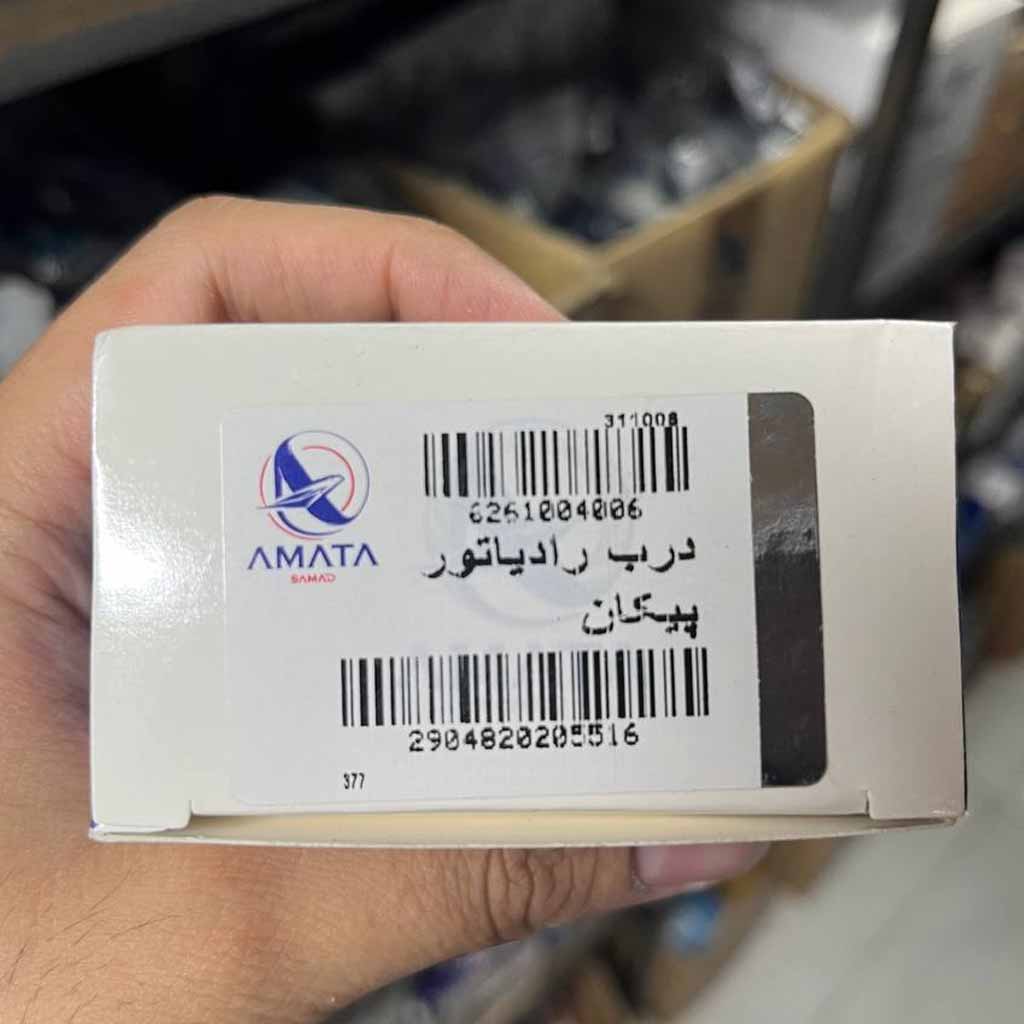 311008
6261004006
درب رادیاتور
پیکان
AMATA
SAMAD
2904820205516
377